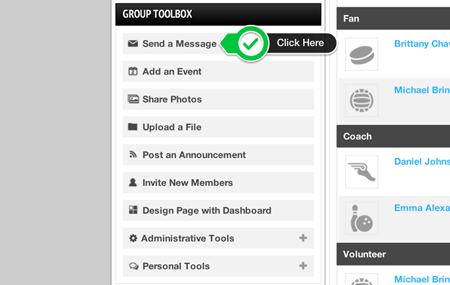 GROUP TOOLBOX
Send a Message
Click Here
Add an Event
Share Photos
Upload a File
Post an Announcement
Invite New Members
Design Page with Dashboard
Administrative Tools +
Personal Tools +
Fan
Brittany Chav
Michael Brin
Coach
Daniel Johns
Emma Alexa
Volunteer
Michael Brin